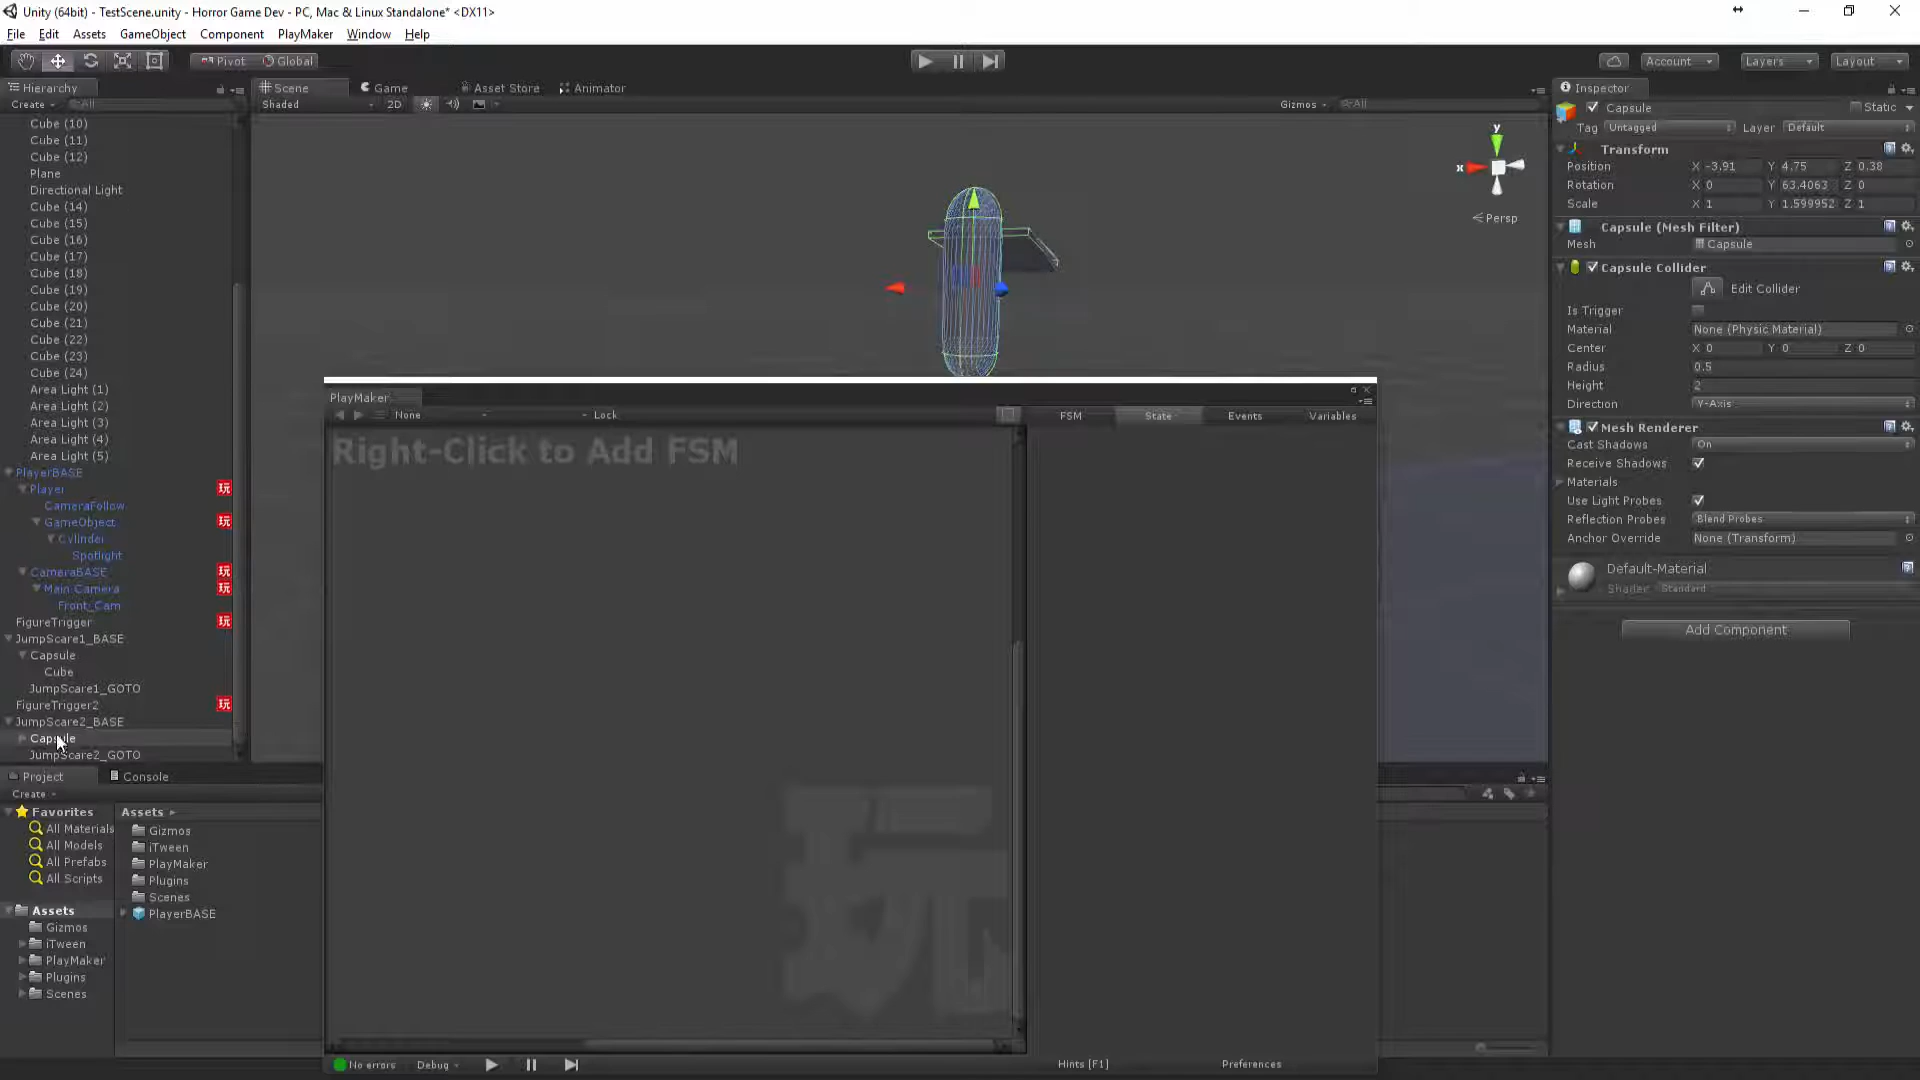 Unity (64bit) - TestScene.unity - Horror Game Dev - PC, Mac & Linux Standalone* <DX11>
File Edit Assets GameObject Component PlayMaker Window Help
Pivot Global Account Layers Layout
Hierarchy Scene Game Asset Store Animator Inspector
Create All Shaded 2D Gizmos All
Capsule Static
Tag Untagged Layer Default
Transform
Position X -3.91 Y 4.75 Z 0.38
Rotation X 0 Y 63.4063 Z 0
Scale X 1 Y 1.599952 Z 1
Capsule (Mesh Filter)
Mesh Capsule
Capsule Collider
Edit Collider
Is Trigger
Material None (Physic Material)
Center X 0 Y 0 Z 0
Radius 0.5
Height 2
Direction Y-Axis
Mesh Renderer
Cast Shadows On
Receive Shadows
Materials
Use Light Probes
Reflection Probes Blend Probes
Anchor Override None (Transform)
Default-Material
Shader Standard
Add Component
y
x
Persp
Cube (10)
Cube (11)
Cube (12)
Plane
Directional Light
Cube (14)
Cube (15)
Cube (16)
Cube (17)
Cube (18)
Cube (19)
Cube (20)
Cube (21)
Cube (22)
Cube (23)
Cube (24)
Area Light (1)
Area Light (2)
Area Light (3)
Area Light (4)
Area Light (5)
PlayerBASE
Player 玩
CameraFollow
GameObject 玩
Cylinder
Spotlight
CameraBASE 玩
Main Camera 玩
Front_Cam
FigureTrigger 玩
JumpScare1_BASE
Capsule
Cube
JumpScare1_GOTO
FigureTrigger2 玩
JumpScare2_BASE
Capsule
JumpScare2_GOTO
PlayMaker
None Lock FSM State Events Variables
Right-Click to Add FSM
玩
No errors Debug Hints [F1] Preferences
Project Console
Create
Favorites
All Materials
All Models
All Prefabs
All Scripts
Assets
Gizmos
iTween
PlayMaker
Plugins
Scenes
Assets
Gizmos
iTween
PlayMaker
Plugins
Scenes
PlayerBASE